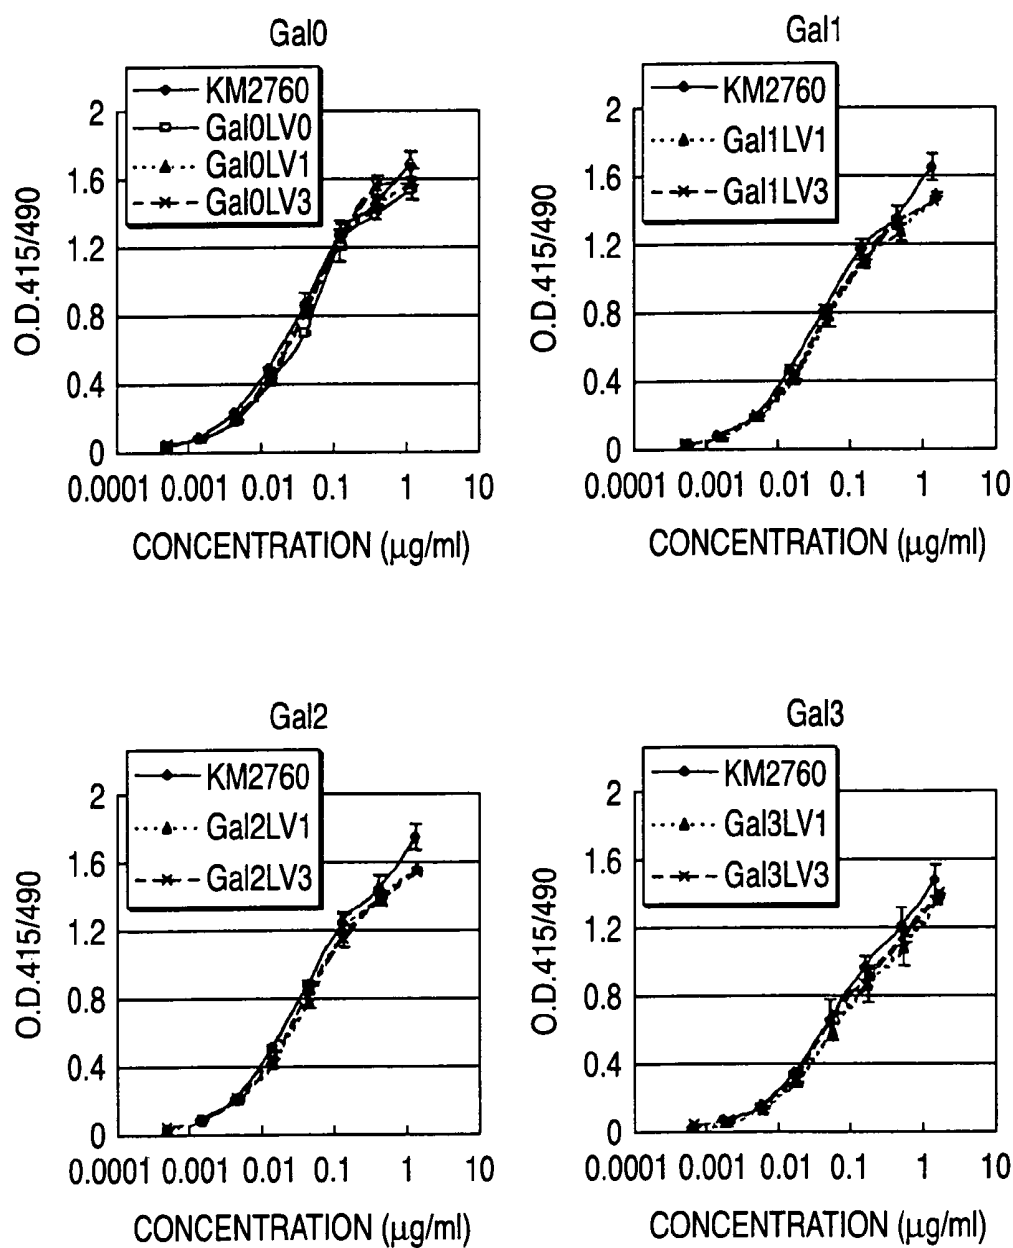 Gal0
KM2760
Gal0LV0
Gal0LV1
Gal0LV3
2
1.6
1.2
0.8
0.4
0
O.D.415/490
0.0001 0.001 0.01 0.1 1 10
CONCENTRATION (μg/ml)
Gal1
KM2760
Gal1LV1
Gal1LV3
2
1.6
1.2
0.8
0.4
0
O.D.415/490
0.0001 0.001 0.01 0.1 1 10
CONCENTRATION (μg/ml)
Gal2
KM2760
Gal2LV1
Gal2LV3
2
1.6
1.2
0.8
0.4
0
O.D.415/490
0.0001 0.001 0.01 0.1 1 10
CONCENTRATION (μg/ml)
Gal3
KM2760
Gal3LV1
Gal3LV3
2
1.6
1.2
0.8
0.4
0
O.D.415/490
0.0001 0.001 0.01 0.1 1 10
CONCENTRATION (μg/ml)